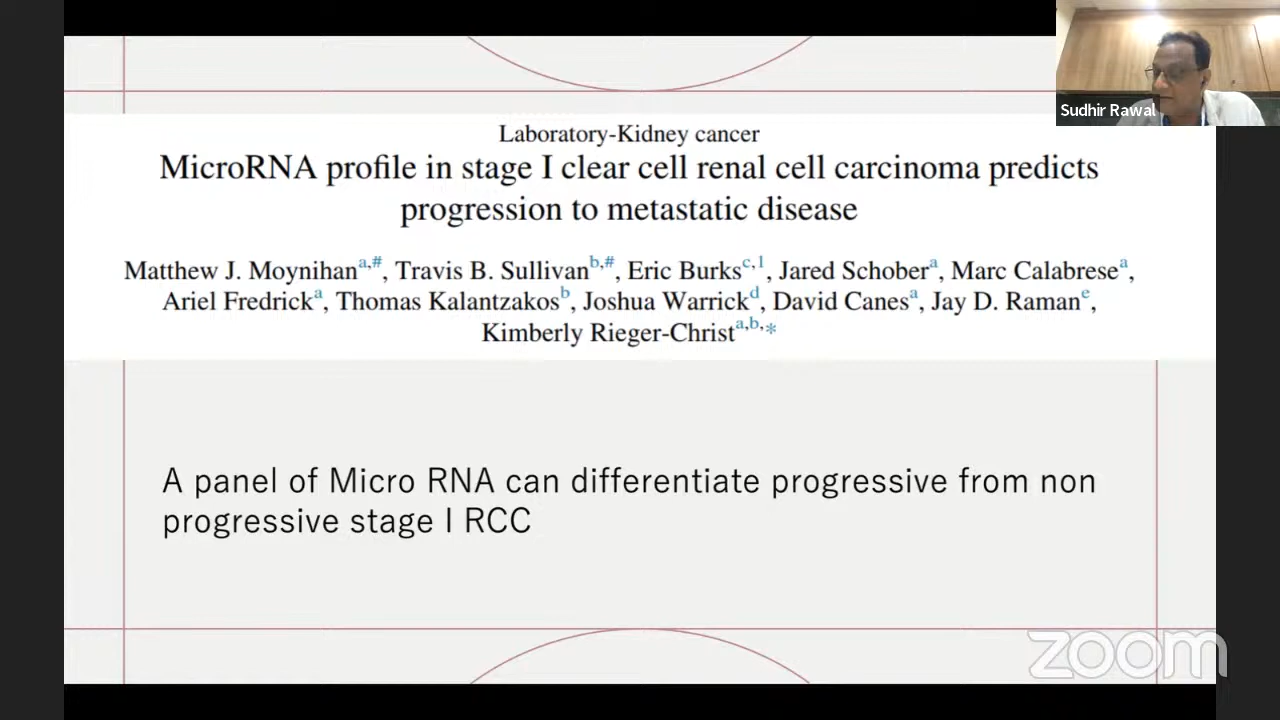 Sudhir Rawal
Laboratory-Kidney cancer
MicroRNA profile in stage I clear cell renal cell carcinoma predicts
progression to metastatic disease
Matthew J. Moynihan a,#, Travis B. Sullivan b,#, Eric Burks c,1, Jared Schober a, Marc Calabrese a,
Ariel Fredrick a, Thomas Kalantzakos b, Joshua Warrick d, David Canes a, Jay D. Raman e,
Kimberly Rieger-Christ a,b,*
A panel of Micro RNA can differentiate progressive from non
progressive stage I RCC
zoom